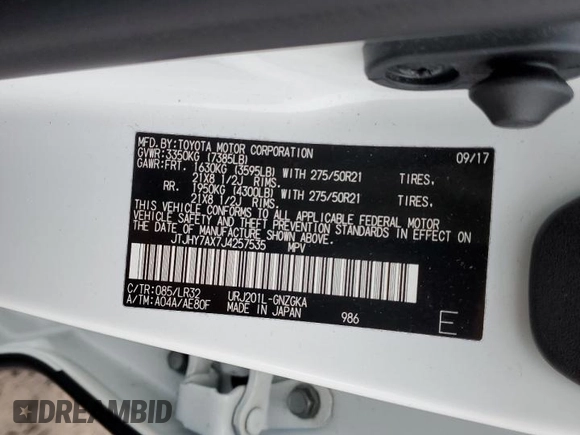 MFD.BY:TOYOTA MOTOR CORPORATION 09/17
GVWR:3350KG (7385LB)
GAWR:FRT. 1630KG (3595LB) WITH 275/50R21 TIRES,
21X8 1/2J RIMS.
RR. 1950KG (4300LB) WITH 275/50R21 TIRES,
21X8 1/2J RIMS.
THIS VEHICLE CONFORMS TO ALL APPLICABLE FEDERAL MOTOR
VEHICLE SAFETY STANDARDS IN EFFECT ON
THE DATE OF MANUFACTURE SHOWN ABOVE.
JTJHY7AX7J4257535 MPV
C/TR:085/LR32 URJ201L-GNZGKA
A/TM:A04A/AE80F MADE IN JAPAN 986 E
DREAMBID